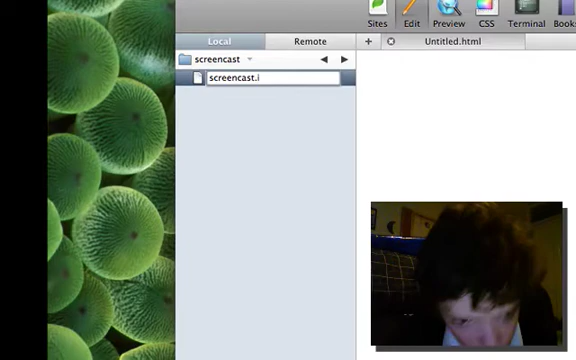 Sites Edit Preview CSS Terminal Books
Local Remote + Untitled.html
screencast
screencast.i